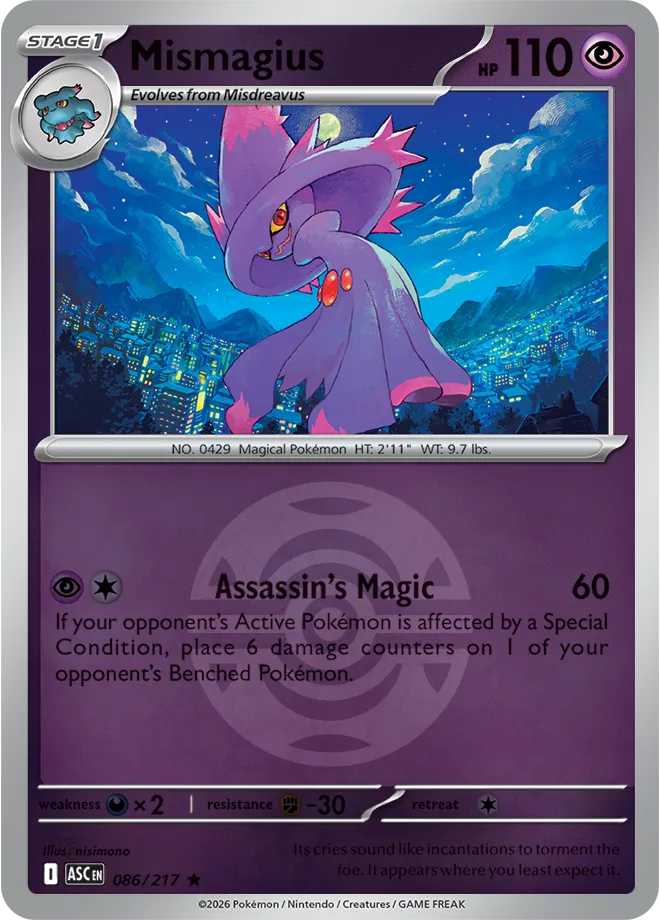 STAGE 1
Mismagius
HP 110
Evolves from Misdreavus
NO. 0429 Magical Pokémon HT: 2'11" WT: 9.7 lbs.
Assassin's Magic 60
If your opponent's Active Pokémon is affected by a Special
Condition, place 6 damage counters on 1 of your
opponent's Benched Pokémon.
weakness ×2 resistance -30 retreat
Illus. nisimono
Its cries sound like incantations to torment the
foe. It appears where you least expect it.
I ASC EN 086/217 ★
©2026 Pokémon / Nintendo / Creatures / GAME FREAK